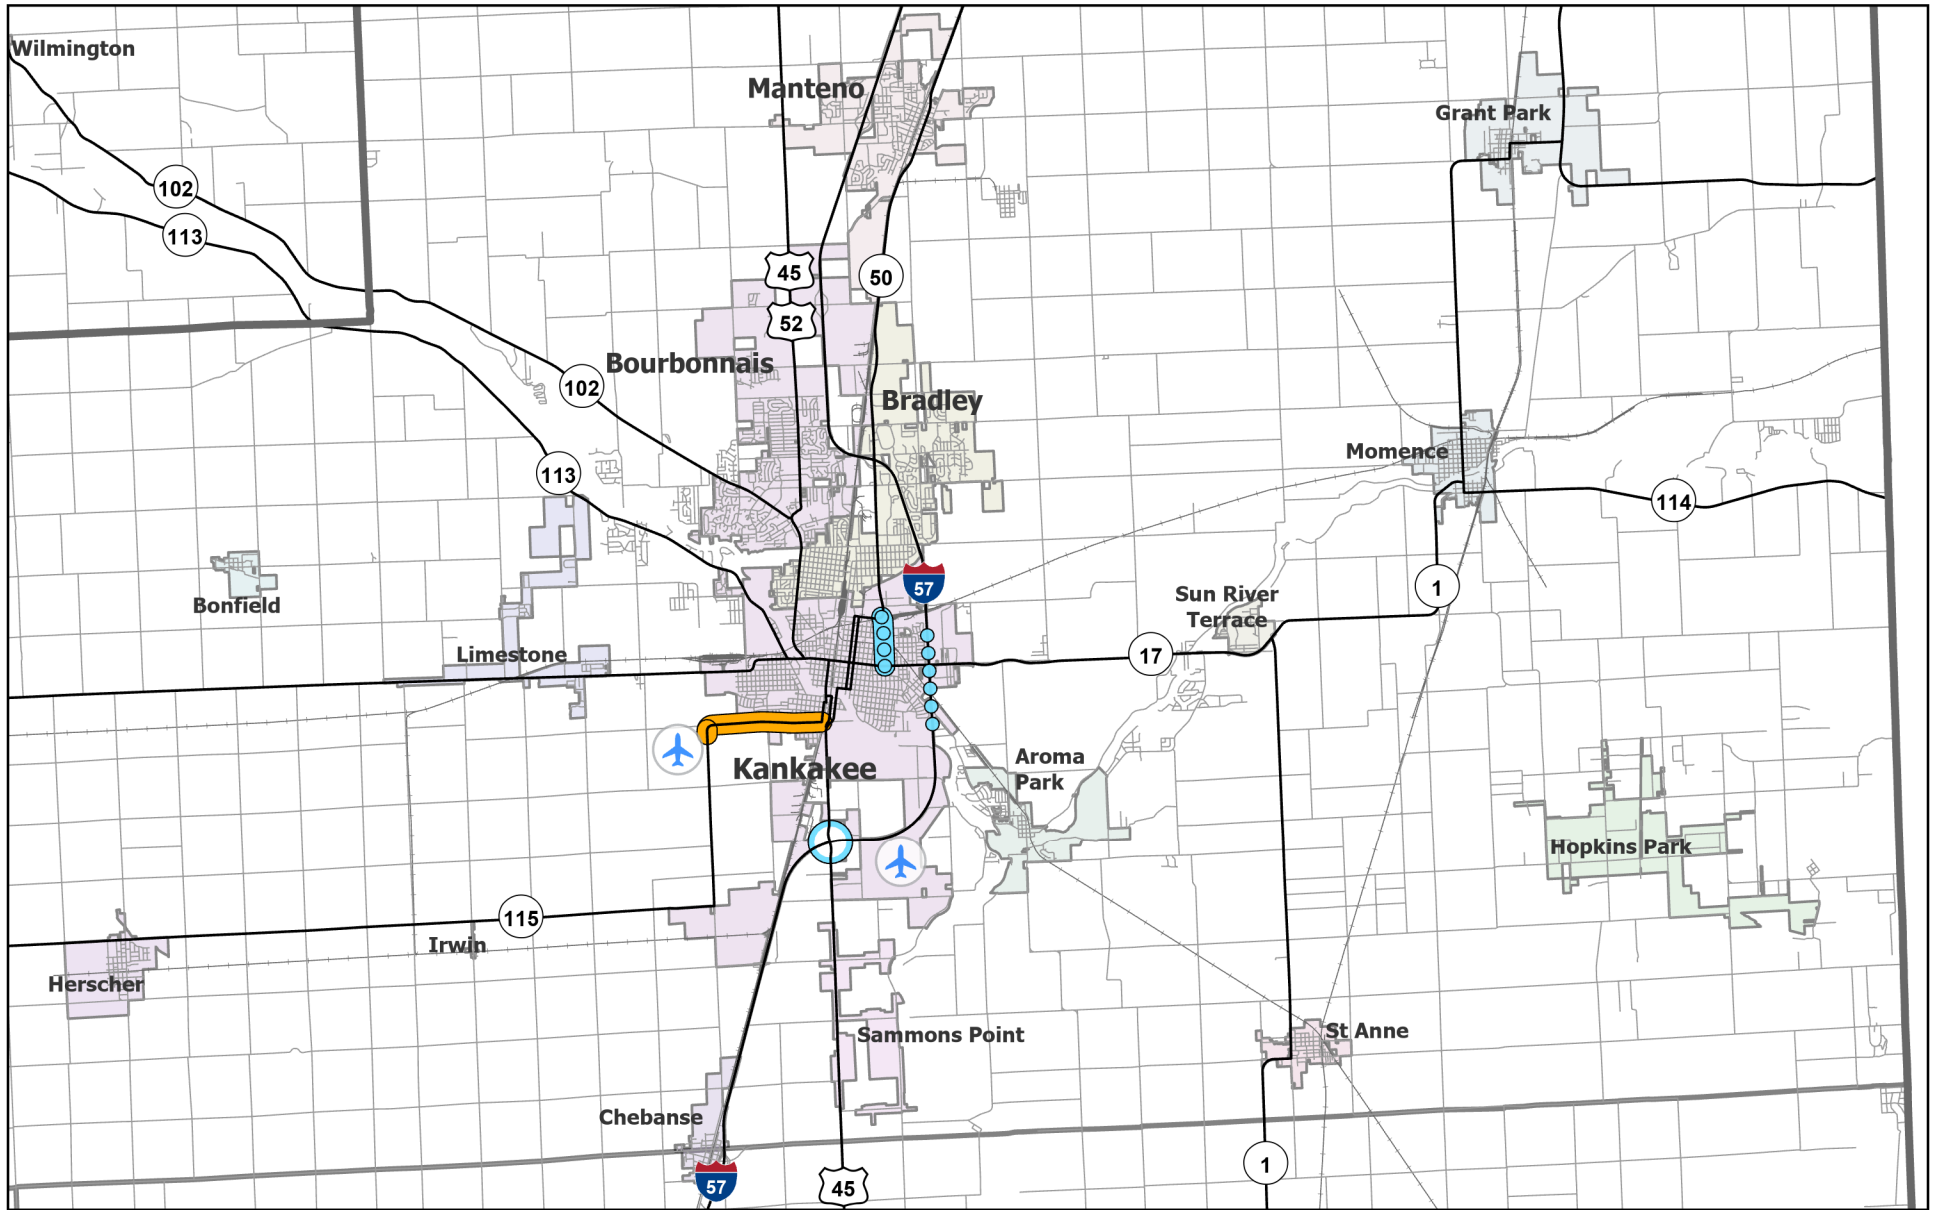 Wilmington
Manteno
Grant Park
102
113
45
50
52
Bourbonnais
102
Bradley
Momence
113
114
57
1
Bonfield
Sun River
Terrace
Limestone
17
Kankakee
Aroma
Park
Hopkins Park
115
Irwin
Herscher
Sammons Point
St Anne
Chebanse
1
57
45